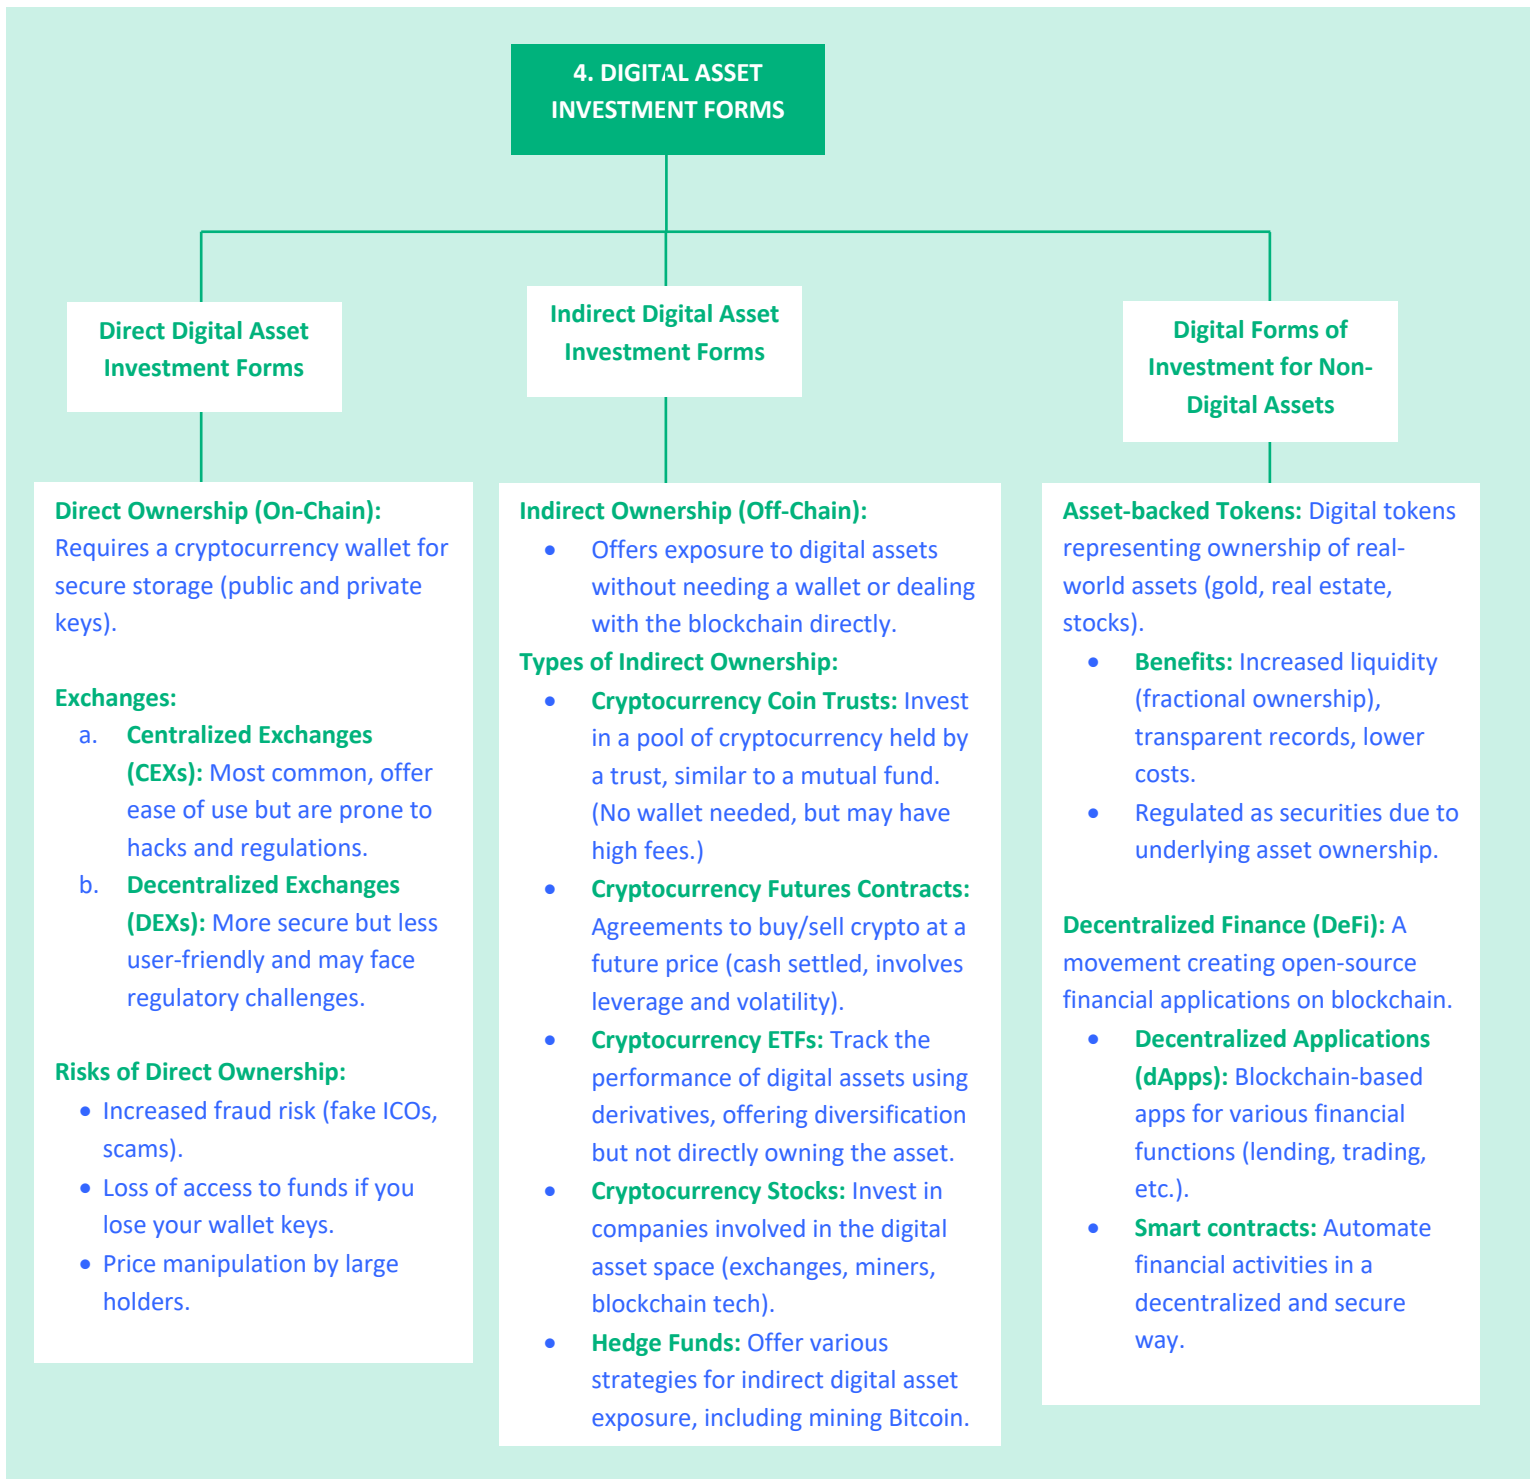 4. DIGITAL ASSET
INVESTMENT FORMS
Direct Digital Asset
Investment Forms
Direct Ownership (On-Chain):
Requires a cryptocurrency wallet for
secure storage (public and private
keys).
Exchanges:
a. Centralized Exchanges
(CEXs): Most common, offer
ease of use but are prone to
hacks and regulations.
b. Decentralized Exchanges
(DEXs): More secure but less
user-friendly and may face
regulatory challenges.
Risks of Direct Ownership:
• Increased fraud risk (fake ICOs,
scams).
• Loss of access to funds if you
lose your wallet keys.
• Price manipulation by large
holders.
Indirect Digital Asset
Investment Forms
Indirect Ownership (Off-Chain):
• Offers exposure to digital assets
without needing a wallet or dealing
with the blockchain directly.
Types of Indirect Ownership:
• Cryptocurrency Coin Trusts: Invest
in a pool of cryptocurrency held by
a trust, similar to a mutual fund.
(No wallet needed, but may have
high fees.)
• Cryptocurrency Futures Contracts:
Agreements to buy/sell crypto at a
future price (cash settled, involves
leverage and volatility).
• Cryptocurrency ETFs: Track the
performance of digital assets using
derivatives, offering diversification
but not directly owning the asset.
• Cryptocurrency Stocks: Invest in
companies involved in the digital
asset space (exchanges, miners,
blockchain tech).
• Hedge Funds: Offer various
strategies for indirect digital asset
exposure, including mining Bitcoin.
Digital Forms of
Investment for Non-
Digital Assets
Asset-backed Tokens: Digital tokens
representing ownership of real-
world assets (gold, real estate,
stocks).
• Benefits: Increased liquidity
(fractional ownership),
transparent records, lower
costs.
• Regulated as securities due to
underlying asset ownership.
Decentralized Finance (DeFi): A
movement creating open-source
financial applications on blockchain.
• Decentralized Applications
(dApps): Blockchain-based
apps for various financial
functions (lending, trading,
etc.).
• Smart contracts: Automate
financial activities in a
decentralized and secure
way.